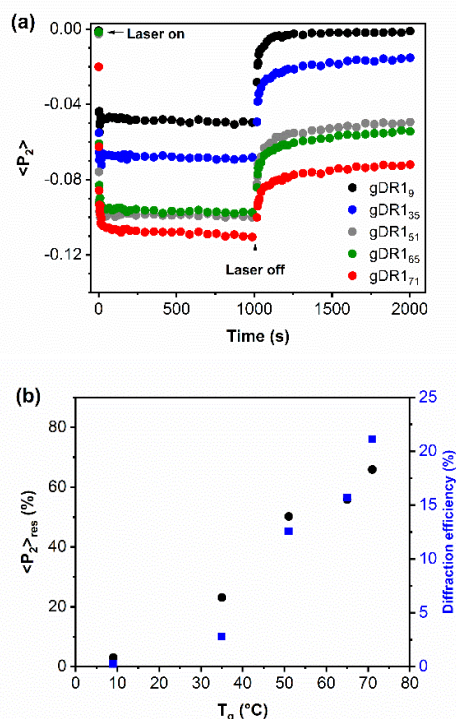 (a)
0.00
-0.04
-0.08
-0.12
<P₂>
Laser on
Laser off
gDR1₉
gDR1₃₅
gDR1₅₁
gDR1₆₅
gDR1₇₁
0 500 1000 1500 2000
Time (s)
(b)
80
60
40
20
0
<P₂>res (%)
25
20
15
10
5
0
Diffraction efficiency (%)
0 10 20 30 40 50 60 70 80
Tg (°C)